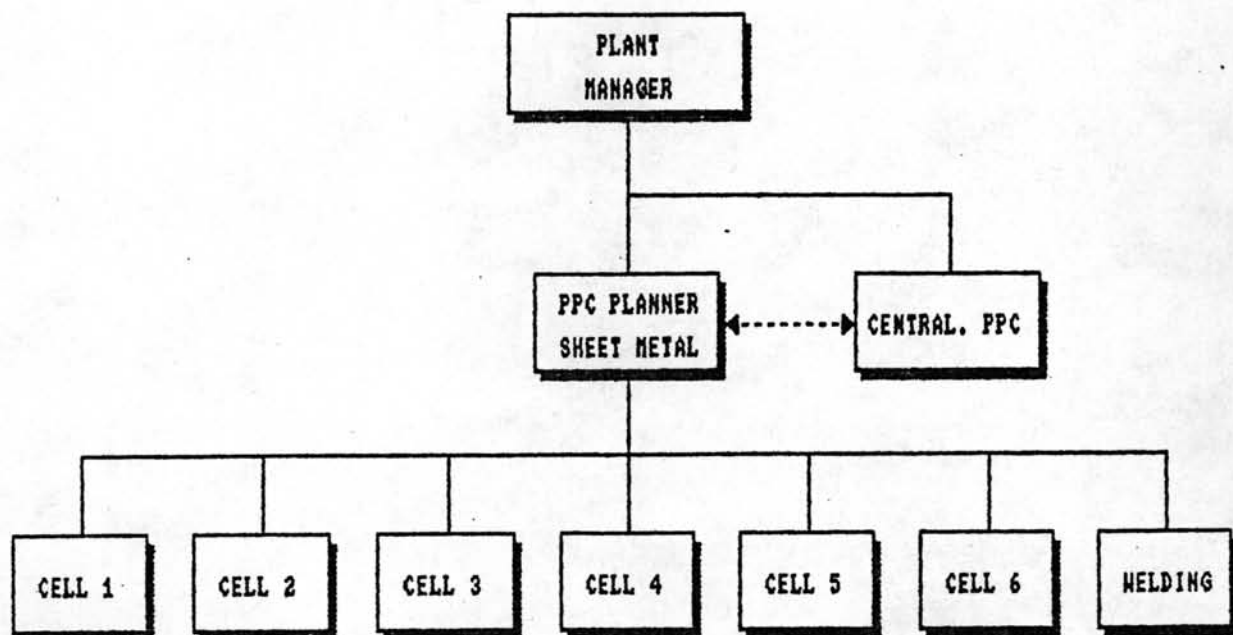 PLANT
MANAGER
PPC PLANNER
SHEET METAL
CENTRAL. PPC
CELL 1
CELL 2
CELL 3
CELL 4
CELL 5
CELL 6
WELDING